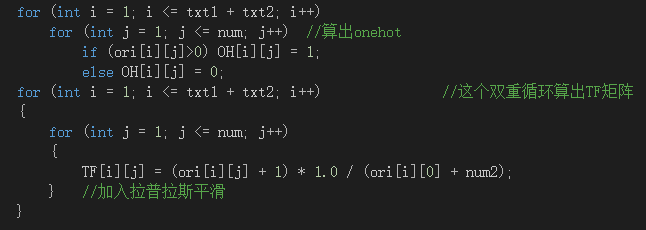 for (int i = 1; i <= txt1 + txt2; i++)
    for (int j = 1; j <= num; j++)  //算出onehot
        if (ori[i][j]>0) OH[i][j] = 1;
        else OH[i][j] = 0;
for (int i = 1; i <= txt1 + txt2; i++)               //这个双重循环算出TF矩阵
{
    for (int j = 1; j <= num; j++)
    {
        TF[i][j] = (ori[i][j] + 1) * 1.0 / (ori[i][0] + num2);
    }   //加入拉普拉斯平滑
}